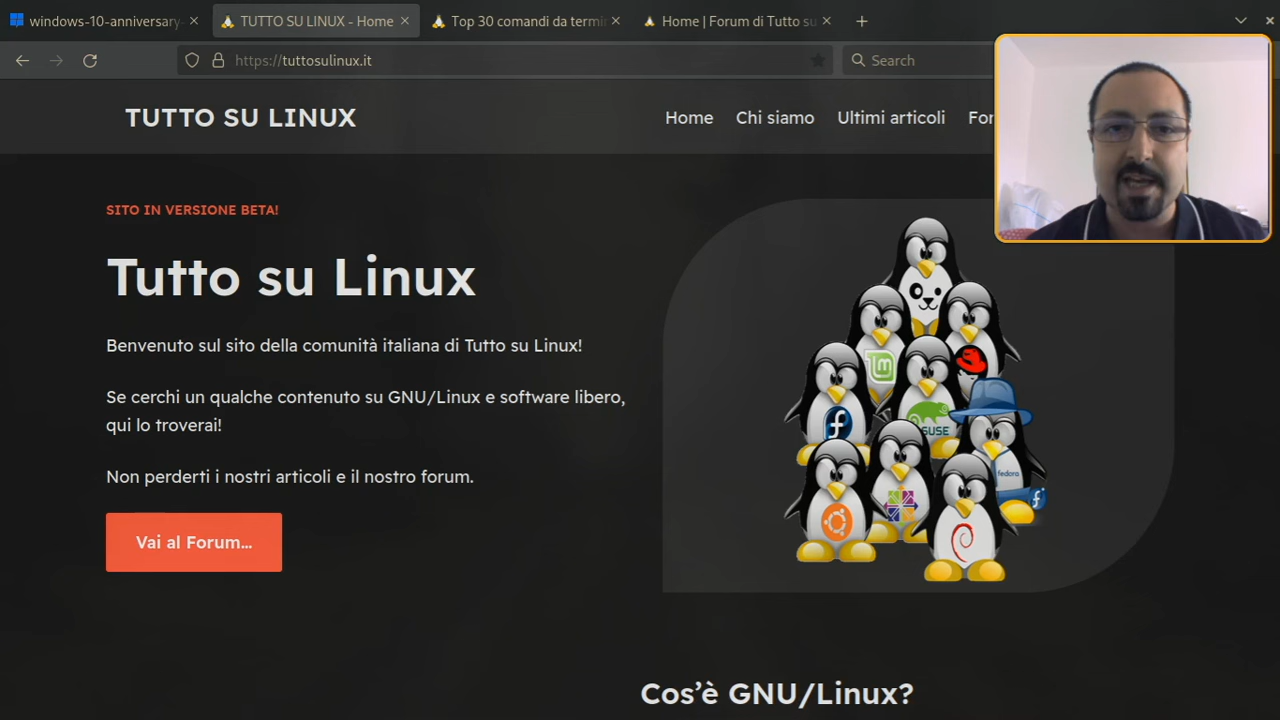 windows-10-anniversary-
TUTTO SU LINUX - Home
Top 30 comandi da termin
Home | Forum di Tutto su
https://tuttosulinux.it
Search
TUTTO SU LINUX
Home
Chi siamo
Ultimi articoli
For
SITO IN VERSIONE BETA!
Tutto su Linux
Benvenuto sul sito della comunità italiana di Tutto su Linux!
Se cerchi un qualche contenuto su GNU/Linux e software libero,
qui lo troverai!
Non perderti i nostri articoli e il nostro forum.
Vai al Forum...
SUSE
fedora
Cos'è GNU/Linux?